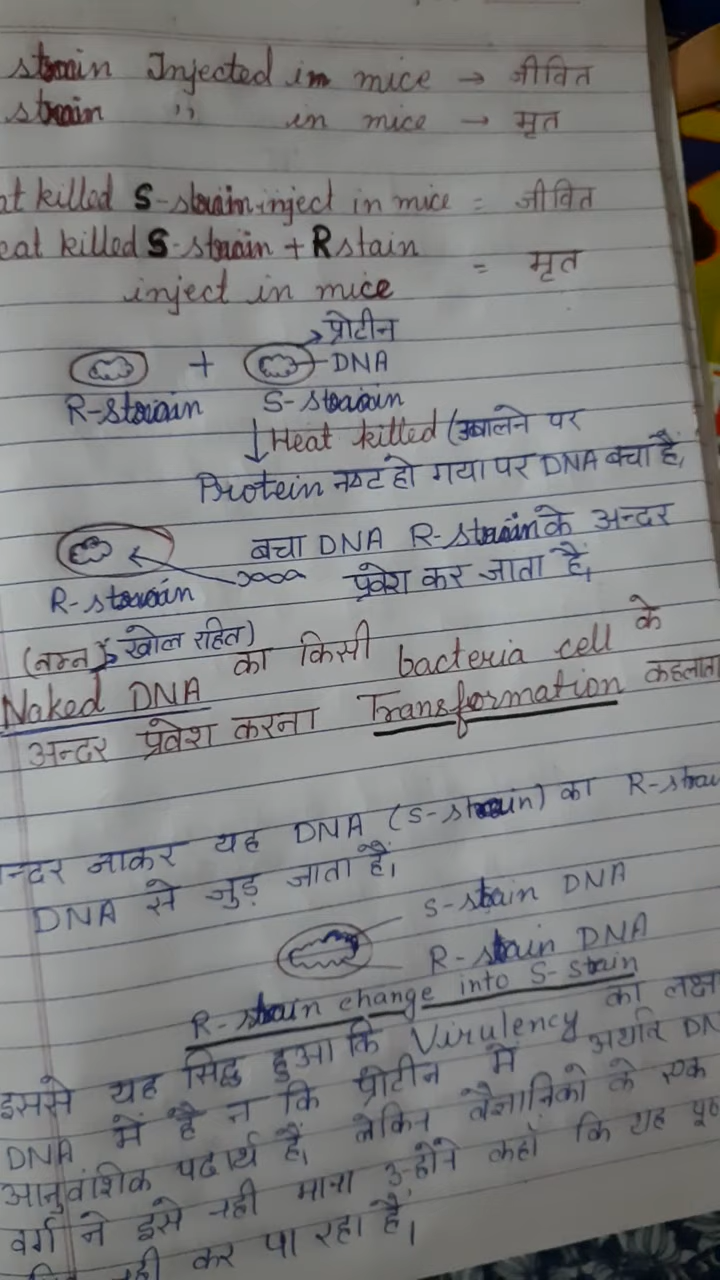 strain Injected in mice → जीवित
strain " in mice → मृत
at killed S-strain inject in mice = जीवित
eat killed S-strain + R stain
inject in mice = मृत
प्रोटीन
+ DNA
R-strain S-strain
Heat killed (उबालने पर
Protein नष्ट हो गया पर DNA बचा है,
बचा DNA R-strain के अन्दर
R-strain प्रवेश कर जाता है,
(नग्न खोल रहित)
Naked DNA का किसी bacteria cell के
अन्दर प्रवेश करना Transformation कहलाता
न्दर जाकर यह DNA (S-strain) का R-strai
DNA से जुड़ जाता है।
S-strain DNA
R-strain DNA
R-strain change into S-strain
इससे यह सिद्ध हुआ कि Virulency का लक्ष
DNA में है न कि प्रोटीन में अर्थात DN
आनुवंशिक पदार्थ है, लेकिन वैज्ञानिकों के एक
वर्ग ने इसे नही माना उन्होंने कहाँ कि यह
कर पा रहा है।